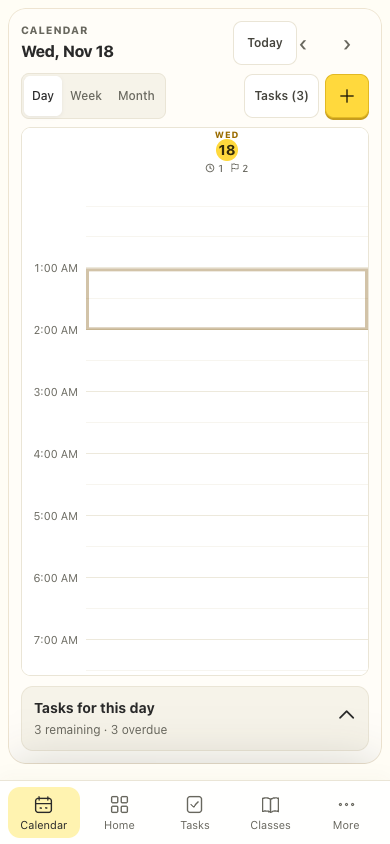 CALENDAR
Wed, Nov 18
Today
Day Week Month
Tasks (3)
WED
18
1 2
1:00 AM
2:00 AM
3:00 AM
4:00 AM
5:00 AM
6:00 AM
7:00 AM
Tasks for this day
3 remaining · 3 overdue
Calendar Home Tasks Classes More